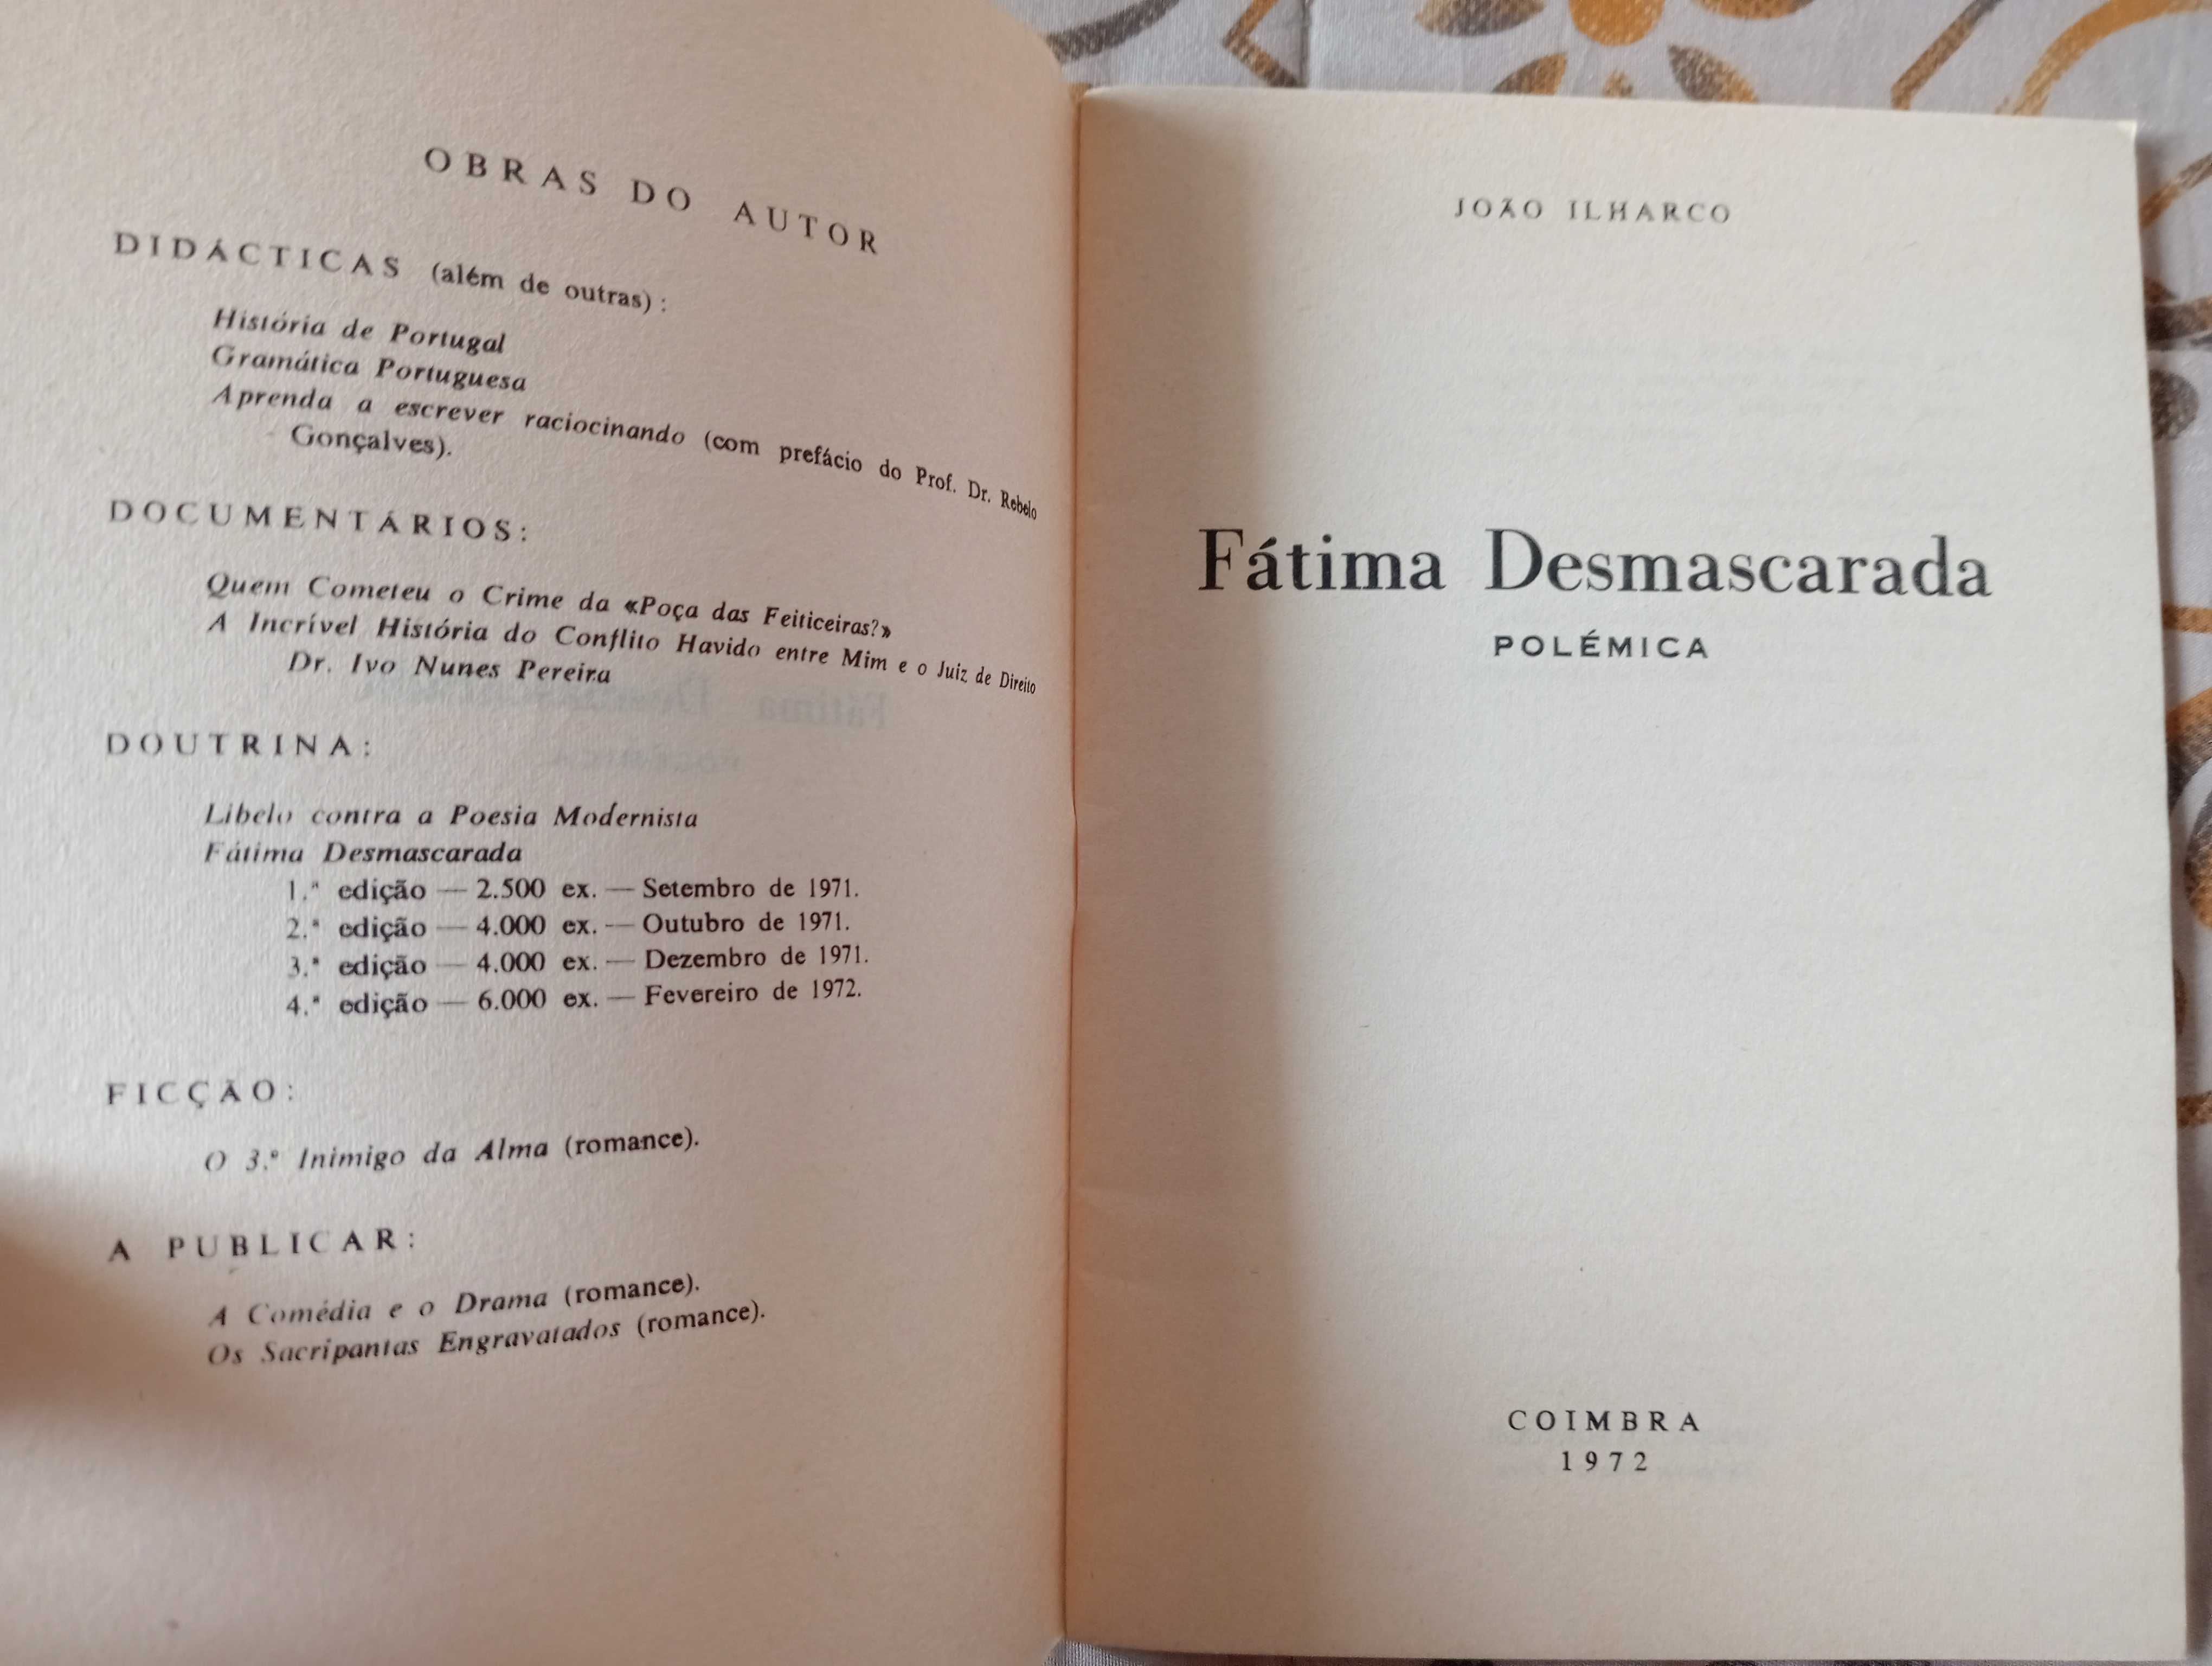 OBRAS DO AUTOR
DIDÁCTICAS (além de outras):
História de Portugal
Gramática Portuguesa
Aprenda a escrever raciocinando (com prefácio do Prof. Dr. Rebelo
Gonçalves).
DOCUMENTÁRIOS:
Quem Cometeu o Crime da «Poça das Feiticeiras?»
A Incrível História do Conflito Havido entre Mim e o Juiz de Direito
Dr. Ivo Nunes Pereira
DOUTRINA:
Libelo contra a Poesia Modernista
Fátima Desmascarada
1.ª edição — 2.500 ex. — Setembro de 1971.
2.ª edição — 4.000 ex. — Outubro de 1971.
3.ª edição — 4.000 ex. — Dezembro de 1971.
4.ª edição — 6.000 ex. — Fevereiro de 1972.
FICÇÃO:
O 3.º Inimigo da Alma (romance).
A PUBLICAR:
A Comédia e o Drama (romance).
Os Sacripantas Engravatados (romance).
JOÃO ILHARCO
Fátima Desmascarada
POLÉMICA
COIMBRA
1972